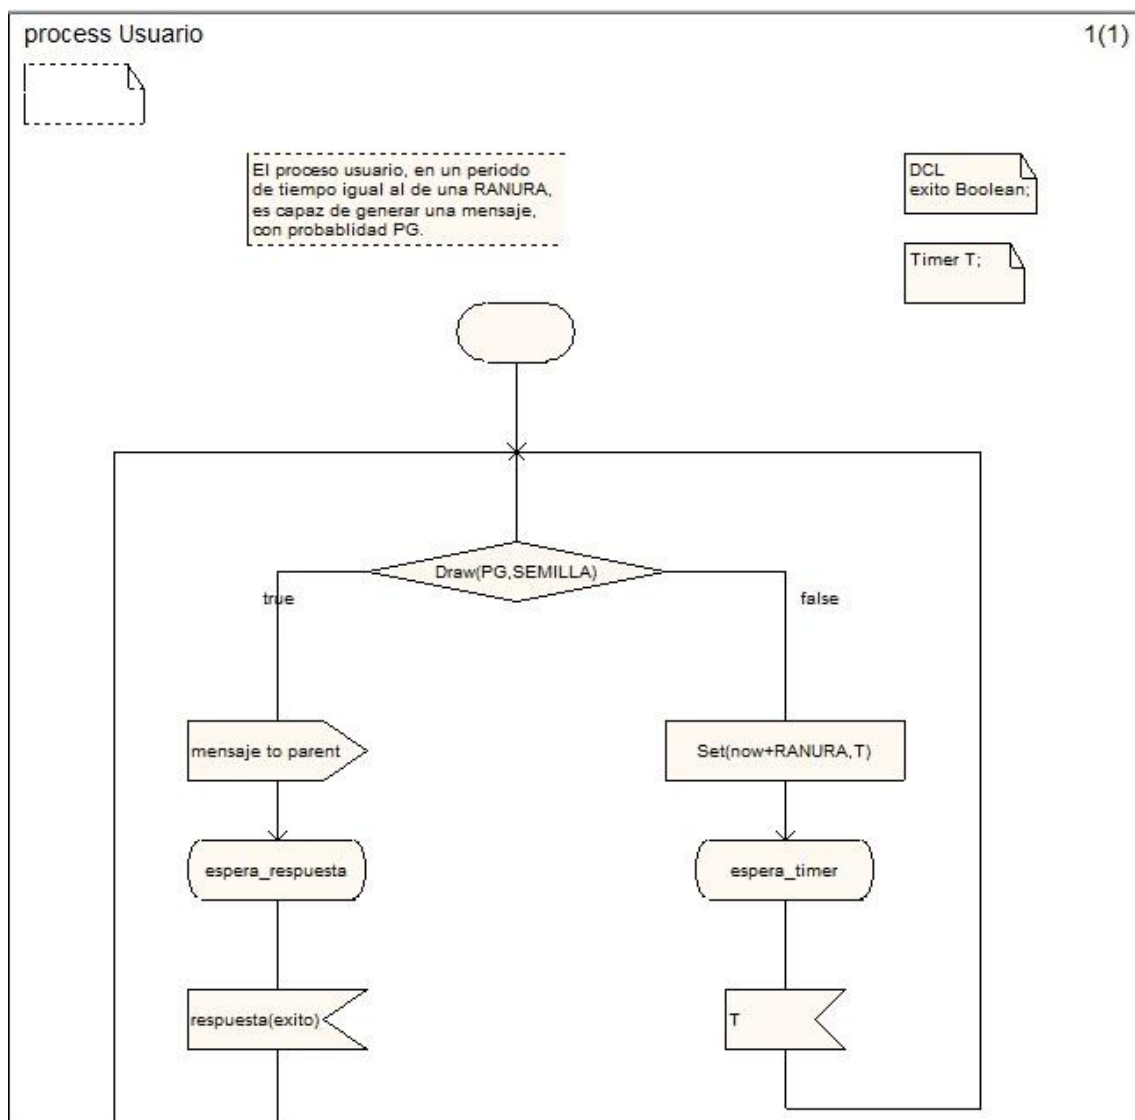 process Usuario
1(1)
El proceso usuario, en un periodo
de tiempo igual al de una RANURA,
es capaz de generar una mensaje,
con probablidad PG.
DCL
exito Boolean;
Timer T;
Draw(PG,SEMILLA)
true
false
mensaje to parent
Set(now+RANURA,T)
espera_respuesta
espera_timer
respuesta(exito)
T